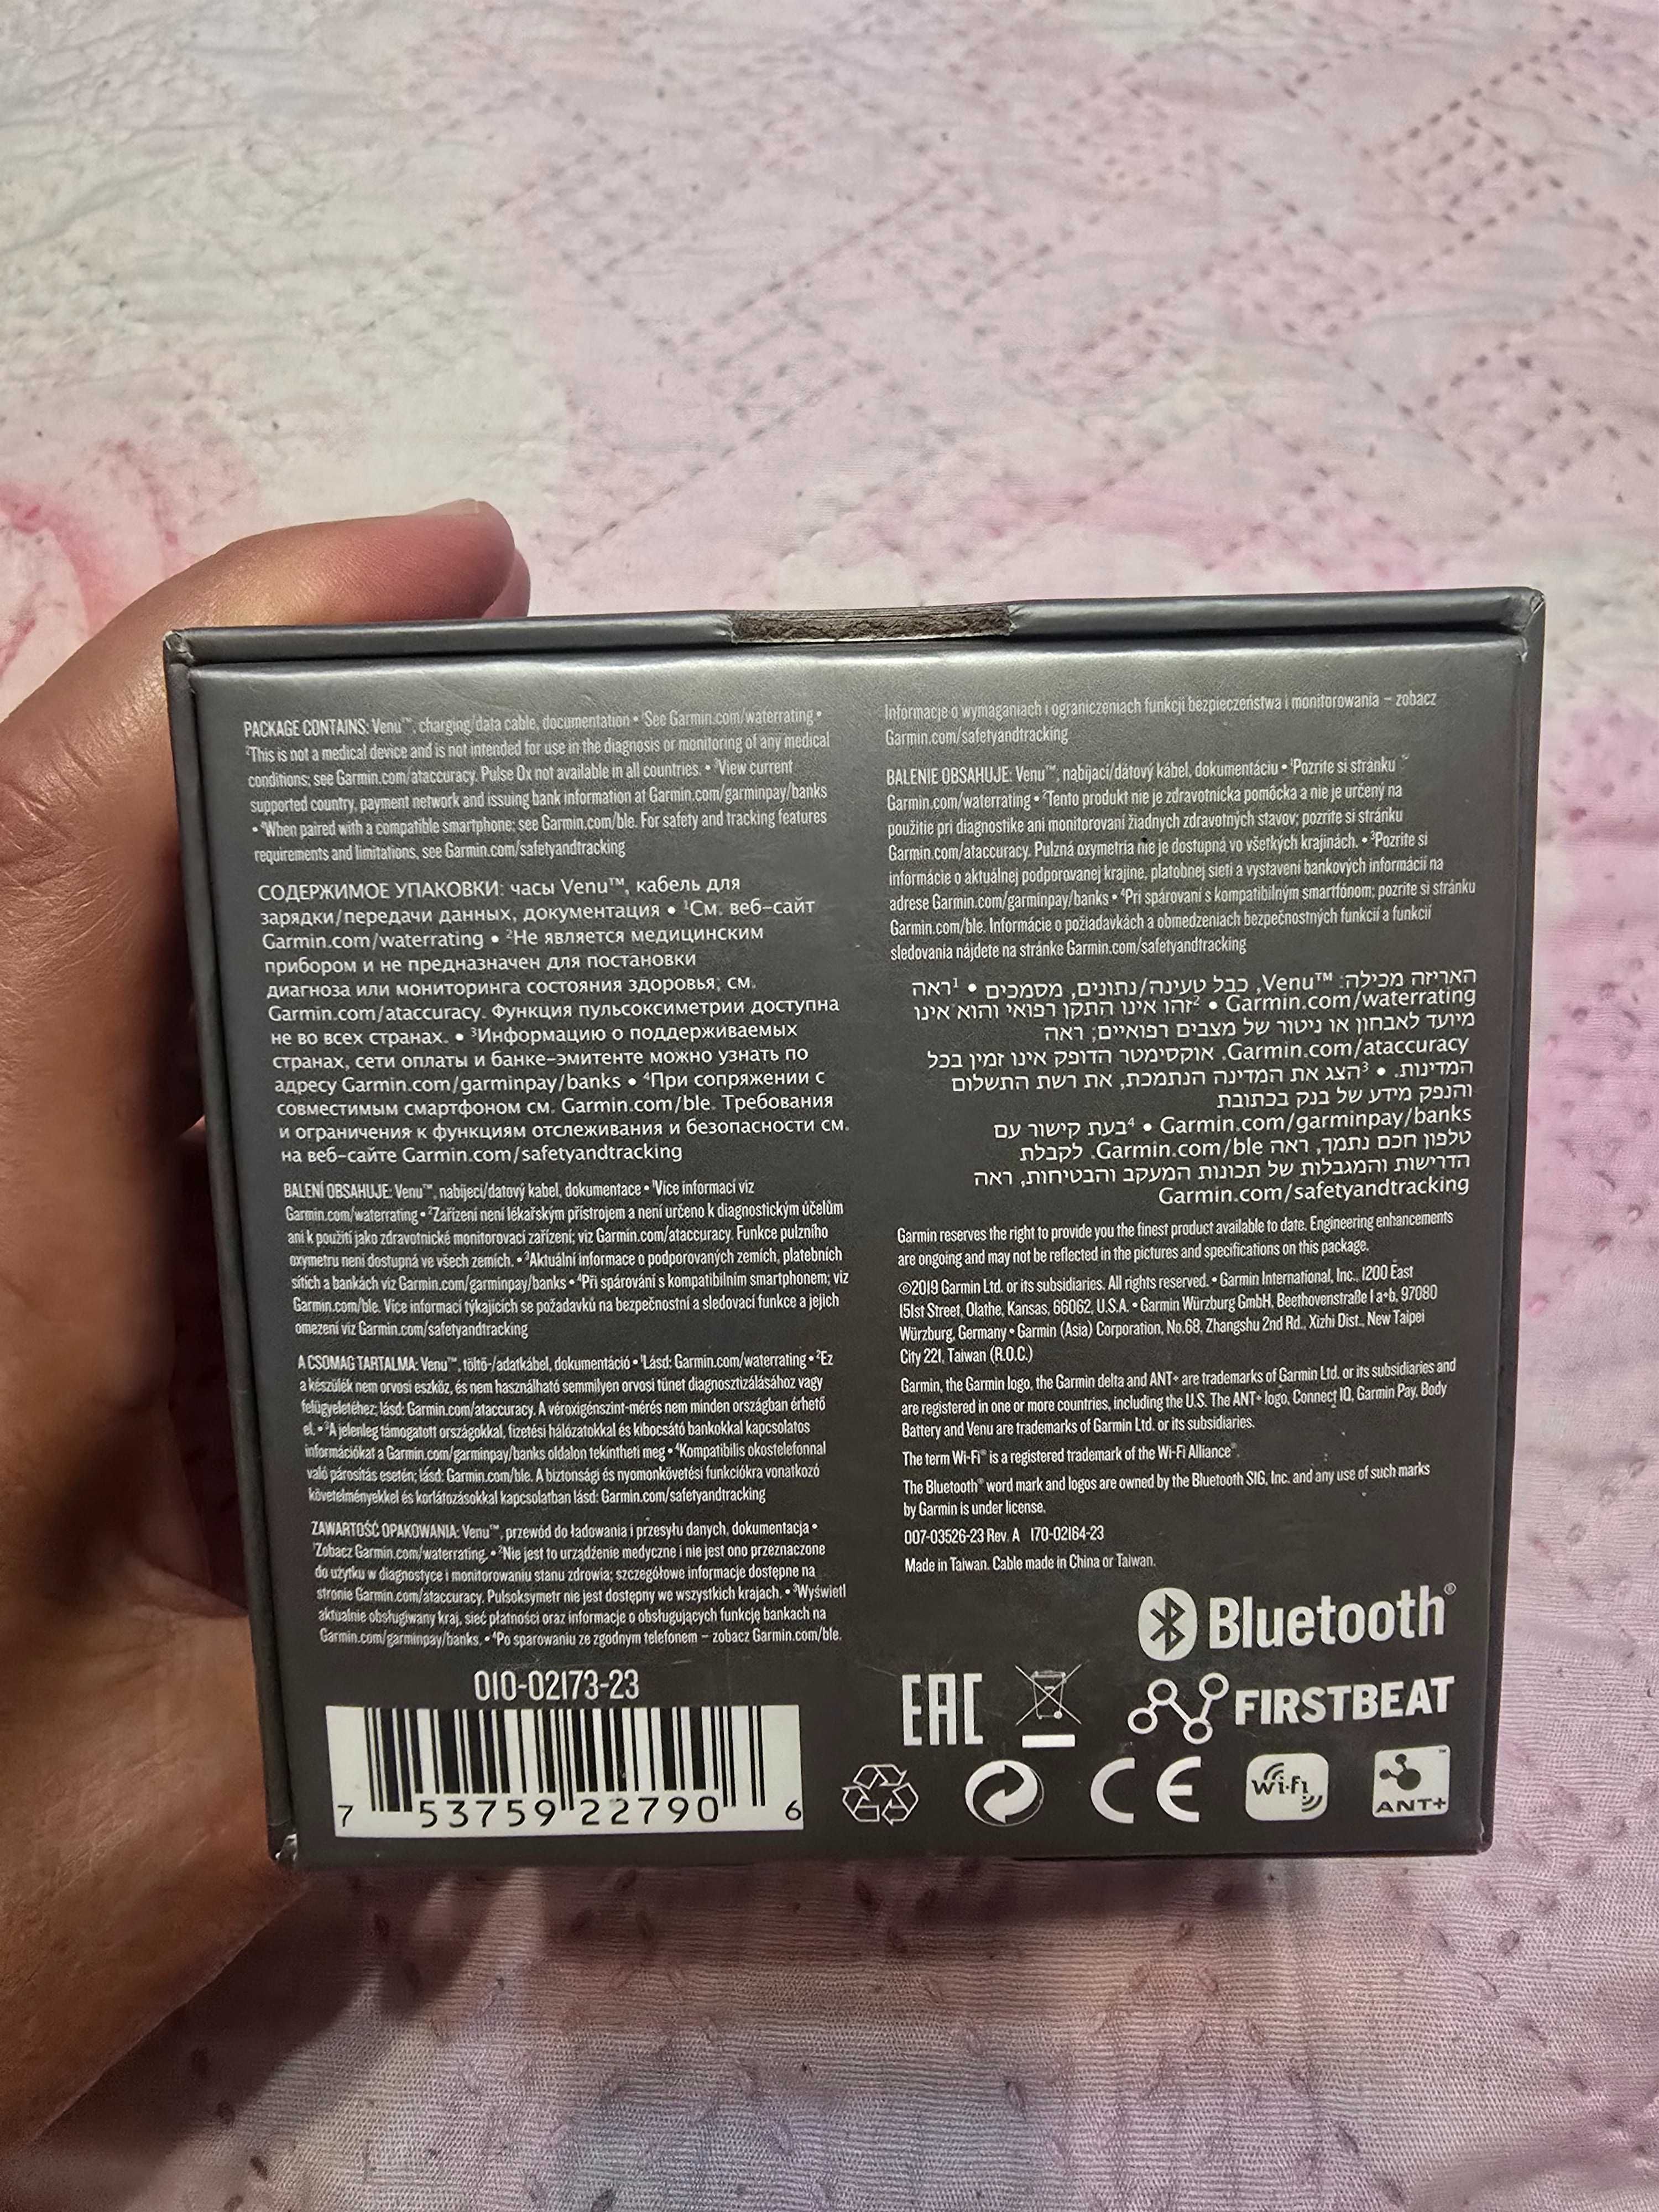 PACKAGE CONTAINS: Venu™, charging/data cable, documentation • ¹See Garmin.com/waterrating •
²This is not a medical device and is not intended for use in the diagnosis or monitoring of any medical
conditions; see Garmin.com/ataccuracy. Pulse Ox not available in all countries. • ³View current
supported country, payment network and issuing bank information at Garmin.com/garminpay/banks
• ⁴When paired with a compatible smartphone; see Garmin.com/ble. For safety and tracking features
requirements and limitations, see Garmin.com/safetyandtracking
СОДЕРЖИМОЕ УПАКОВКИ: часы Venu™, кабель для
зарядки/передачи данных, документация • ¹См. веб-сайт
Garmin.com/waterrating • ²Не является медицинским
прибором и не предназначен для постановки
диагноза или мониторинга состояния здоровья; см.
Garmin.com/ataccuracy. Функция пульсоксиметрии доступна
не во всех странах. • ³Информацию о поддерживаемых
странах, сети оплаты и банке-эмитенте можно узнать по
адресу Garmin.com/garminpay/banks • ⁴При сопряжении с
совместимым смартфоном см. Garmin.com/ble. Требования
и ограничения к функциям отслеживания и безопасности см.
на веб-сайте Garmin.com/safetyandtracking
BALENÍ OBSAHUJE: Venu™, nabíjecí/datový kabel, dokumentace • ¹Více informací viz
Garmin.com/waterrating • ²Zařízení není lékařským přístrojem a není určeno k diagnostickým účelům
ani k použití jako zdravotnické monitorovací zařízení; viz Garmin.com/ataccuracy. Funkce pulzního
oxymetru není dostupná ve všech zemích. • ³Aktuální informace o podporovaných zemích, platebních
sítích a bankách viz Garmin.com/garminpay/banks • ⁴Při spárování s kompatibilním smartphonem; viz
Garmin.com/ble. Více informací týkajících se požadavků na bezpečnostní a sledovací funkce a jejich
omezení viz Garmin.com/safetyandtracking
A CSOMAG TARTALMA: Venu™, töltő-/adatkábel, dokumentáció • ¹Lásd: Garmin.com/waterrating • ²Ez
a készülék nem orvosi eszköz, és nem használható semmilyen orvosi tünet diagnosztizálásához vagy
felügyeletéhez; lásd: Garmin.com/ataccuracy. A véroxigénszint-mérés nem minden országban érhető
el. • ³A jelenleg támogatott országokkal, fizetési hálózatokkal és kibocsátó bankokkal kapcsolatos
információkat a Garmin.com/garminpay/banks oldalon tekintheti meg • ⁴Kompatibilis okostelefonnal
való párosítás esetén; lásd: Garmin.com/ble. A biztonsági és nyomonkövetési funkciókra vonatkozó
követelményekkel és korlátozásokkal kapcsolatban lásd: Garmin.com/safetyandtracking
ZAWARTOŚĆ OPAKOWANIA: Venu™, przewód do ładowania i przesyłu danych, dokumentacja •
¹Zobacz Garmin.com/waterrating. • ²Nie jest to urządzenie medyczne i nie jest ono przeznaczone
do użytku w diagnostyce i monitorowaniu stanu zdrowia; szczegółowe informacje dostępne na
stronie Garmin.com/ataccuracy. Pulsoksymetr nie jest dostępny we wszystkich krajach. • ³Wyświetl
aktualnie obsługiwany kraj, sieć płatności oraz informacje o obsługujących funkcję bankach na
Garmin.com/garminpay/banks. • ⁴Po sparowaniu ze zgodnym telefonem – zobacz Garmin.com/ble.
010-02173-23
7 53759 22790 6
Informacje o wymaganiach i ograniczeniach funkcji bezpieczeństwa i monitorowania – zobacz
Garmin.com/safetyandtracking
BALENIE OBSAHUJE: Venu™, nabíjací/dátový kábel, dokumentáciu • ¹Pozrite si stránku
Garmin.com/waterrating • ²Tento produkt nie je zdravotnícka pomôcka a nie je určený na
použitie pri diagnostike ani monitorovaní žiadnych zdravotných stavov; pozrite si stránku
Garmin.com/ataccuracy. Pulzná oxymetria nie je dostupná vo všetkých krajinách. • ³Pozrite si
informácie o aktuálnej podporovanej krajine, platobnej sieti a vystavení bankových informácií na
adrese Garmin.com/garminpay/banks • ⁴Pri spárovaní s kompatibilným smartfónom; pozrite si stránku
Garmin.com/ble. Informácie o požiadavkách a obmedzeniach bezpečnostných funkcií a funkcií
sledovania nájdete na stránke Garmin.com/safetyandtracking
האריזה מכילה: Venu™, כבל טעינה/נתונים, מסמכים • ¹ראה
Garmin.com/waterrating • ²זהו אינו התקן רפואי והוא אינו
מיועד לאבחון או ניטור של מצבים רפואיים; ראה
Garmin.com/ataccuracy. אוקסימטר הדופק אינו זמין בכל
המדינות. • ³הצג את המדינה הנתמכת, את רשת התשלום
והנפק מידע של בנק בכתובת
Garmin.com/garminpay/banks • ⁴בעת קישור עם
טלפון חכם נתמך, ראה Garmin.com/ble. לקבלת
הדרישות והמגבלות של תכונות המעקב והבטיחות, ראה
Garmin.com/safetyandtracking
Garmin reserves the right to provide you the finest product available to date. Engineering enhancements
are ongoing and may not be reflected in the pictures and specifications on this package.
©2019 Garmin Ltd. or its subsidiaries. All rights reserved. • Garmin International, Inc., 1200 East
151st Street, Olathe, Kansas, 66062, U.S.A. • Garmin Würzburg GmbH, Beethovenstraße 1 a+b, 97080
Würzburg, Germany • Garmin (Asia) Corporation, No.68, Zhangshu 2nd Rd., Xizhi Dist., New Taipei
City 221, Taiwan (R.O.C.)
Garmin, the Garmin logo, the Garmin delta and ANT+ are trademarks of Garmin Ltd. or its subsidiaries and
are registered in one or more countries, including the U.S. The ANT+ logo, Connect IQ, Garmin Pay, Body
Battery and Venu are trademarks of Garmin Ltd. or its subsidiaries.
The term Wi-Fi® is a registered trademark of the Wi-Fi Alliance®.
The Bluetooth® word mark and logos are owned by the Bluetooth SIG, Inc. and any use of such marks
by Garmin is under license.
007-03526-23 Rev. A 170-02164-23
Made in Taiwan. Cable made in China or Taiwan.
Bluetooth®
EAC
FIRSTBEAT
CE
Wi-Fi
ANT+™